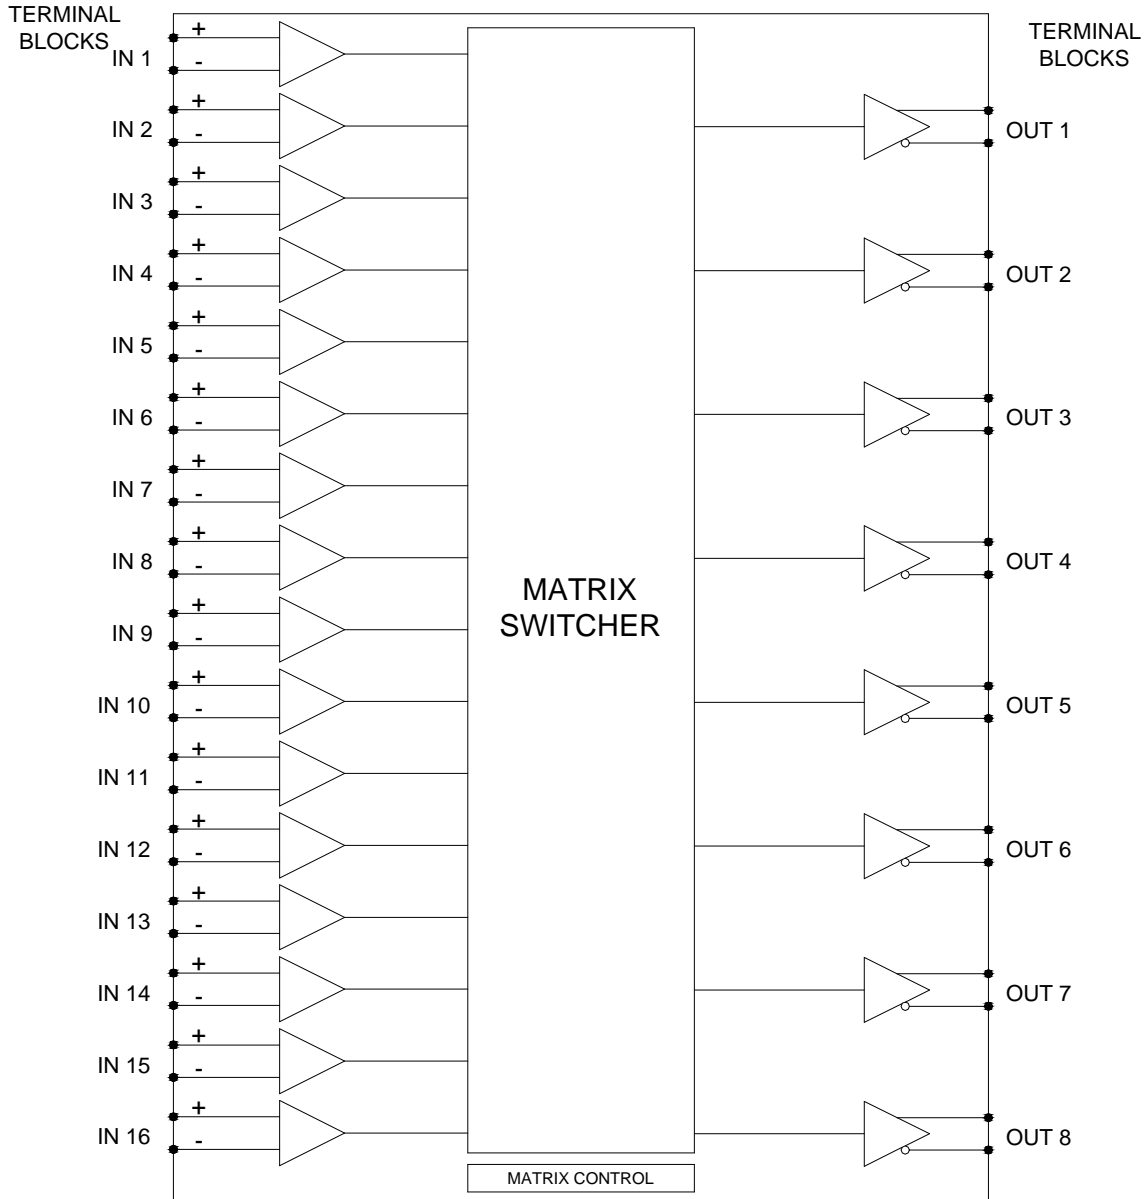 TERMINAL
BLOCKS
TERMINAL
BLOCKS
+
IN 1
-
+
IN 2
-
+
IN 3
-
+
IN 4
-
+
IN 5
-
+
IN 6
-
+
IN 7
-
+
IN 8
-
+
IN 9
-
+
IN 10
-
+
IN 11
-
+
IN 12
-
+
IN 13
-
+
IN 14
-
+
IN 15
-
+
IN 16
-
MATRIX
SWITCHER
MATRIX CONTROL
OUT 1
OUT 2
OUT 3
OUT 4
OUT 5
OUT 6
OUT 7
OUT 8